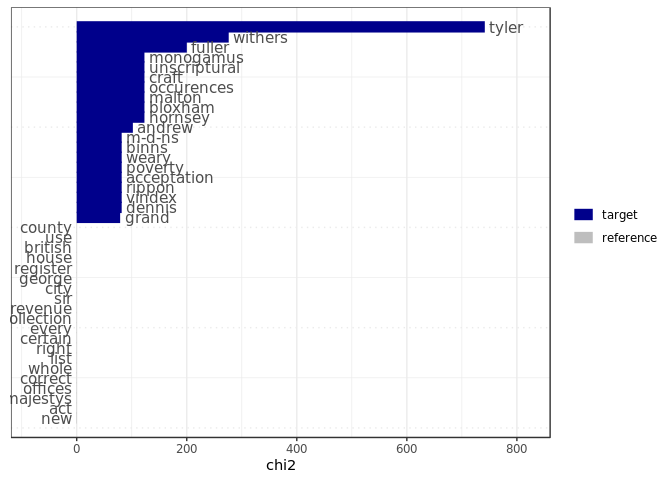 tyler
withers
fuller
monogamus
unscriptural
craft
occurences
malton
bloxham
hornsey
andrew
m-d-ns
binns
weary
poverty
acceptation
rippon
vindex
dennis
grand
county
use
british
house
register
george
city
sir
revenue
ollection
every
certain
right
list
whole
correct
offices
majestys
act
new
target
reference
0 200 400 600 800
chi2